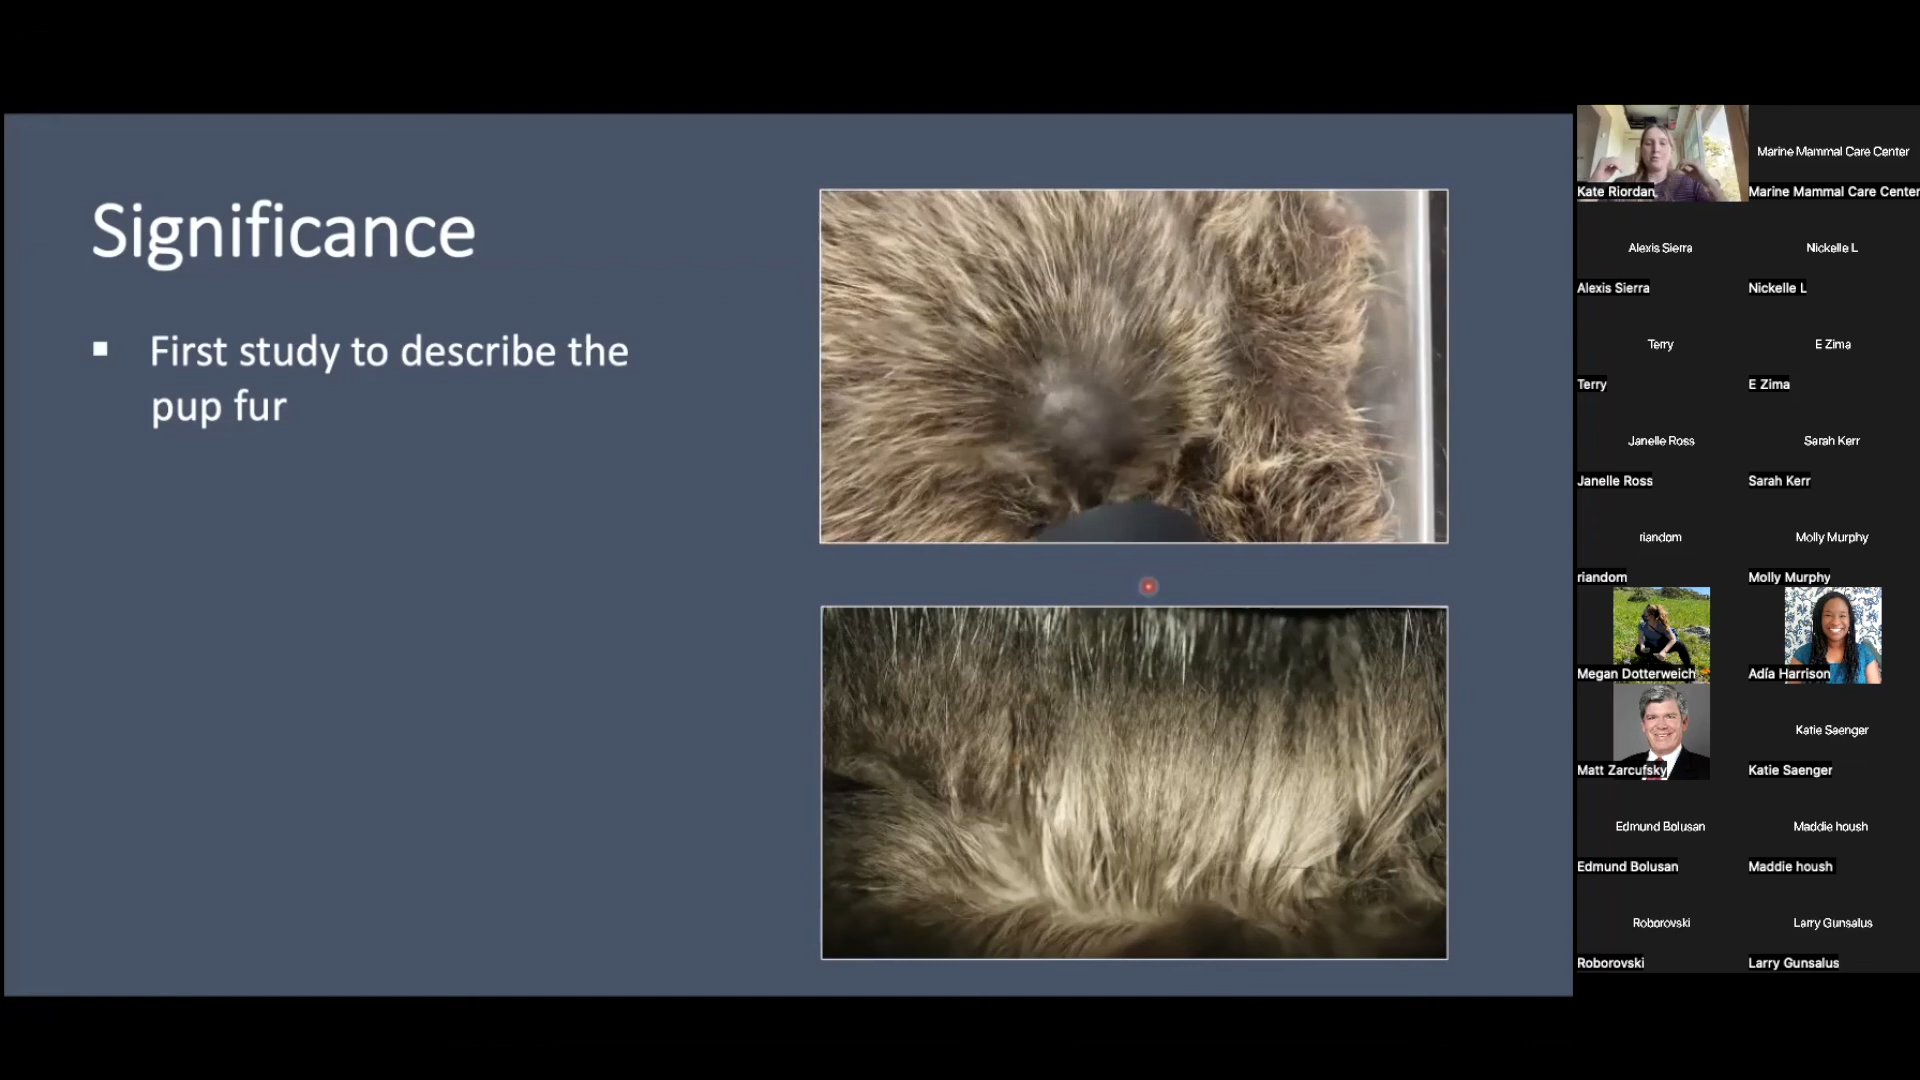 Significance
▪ First study to describe the
pup fur
Kate Riordan
Marine Mammal Care Center
Marine Mammal Care Center
Alexis Sierra
Nickelle L
Alexis Sierra
Nickelle L
Terry
E Zima
Terry
E Zima
Janelle Ross
Sarah Kerr
Janelle Ross
Sarah Kerr
riandom
Molly Murphy
riandom
Molly Murphy
Megan Dotterweich
Adía Harrison
Matt Zarcufsky
Katie Saenger
Katie Saenger
Edmund Bolusan
Maddie housh
Edmund Bolusan
Maddie housh
Roborovski
Larry Gunsalus
Roborovski
Larry Gunsalus